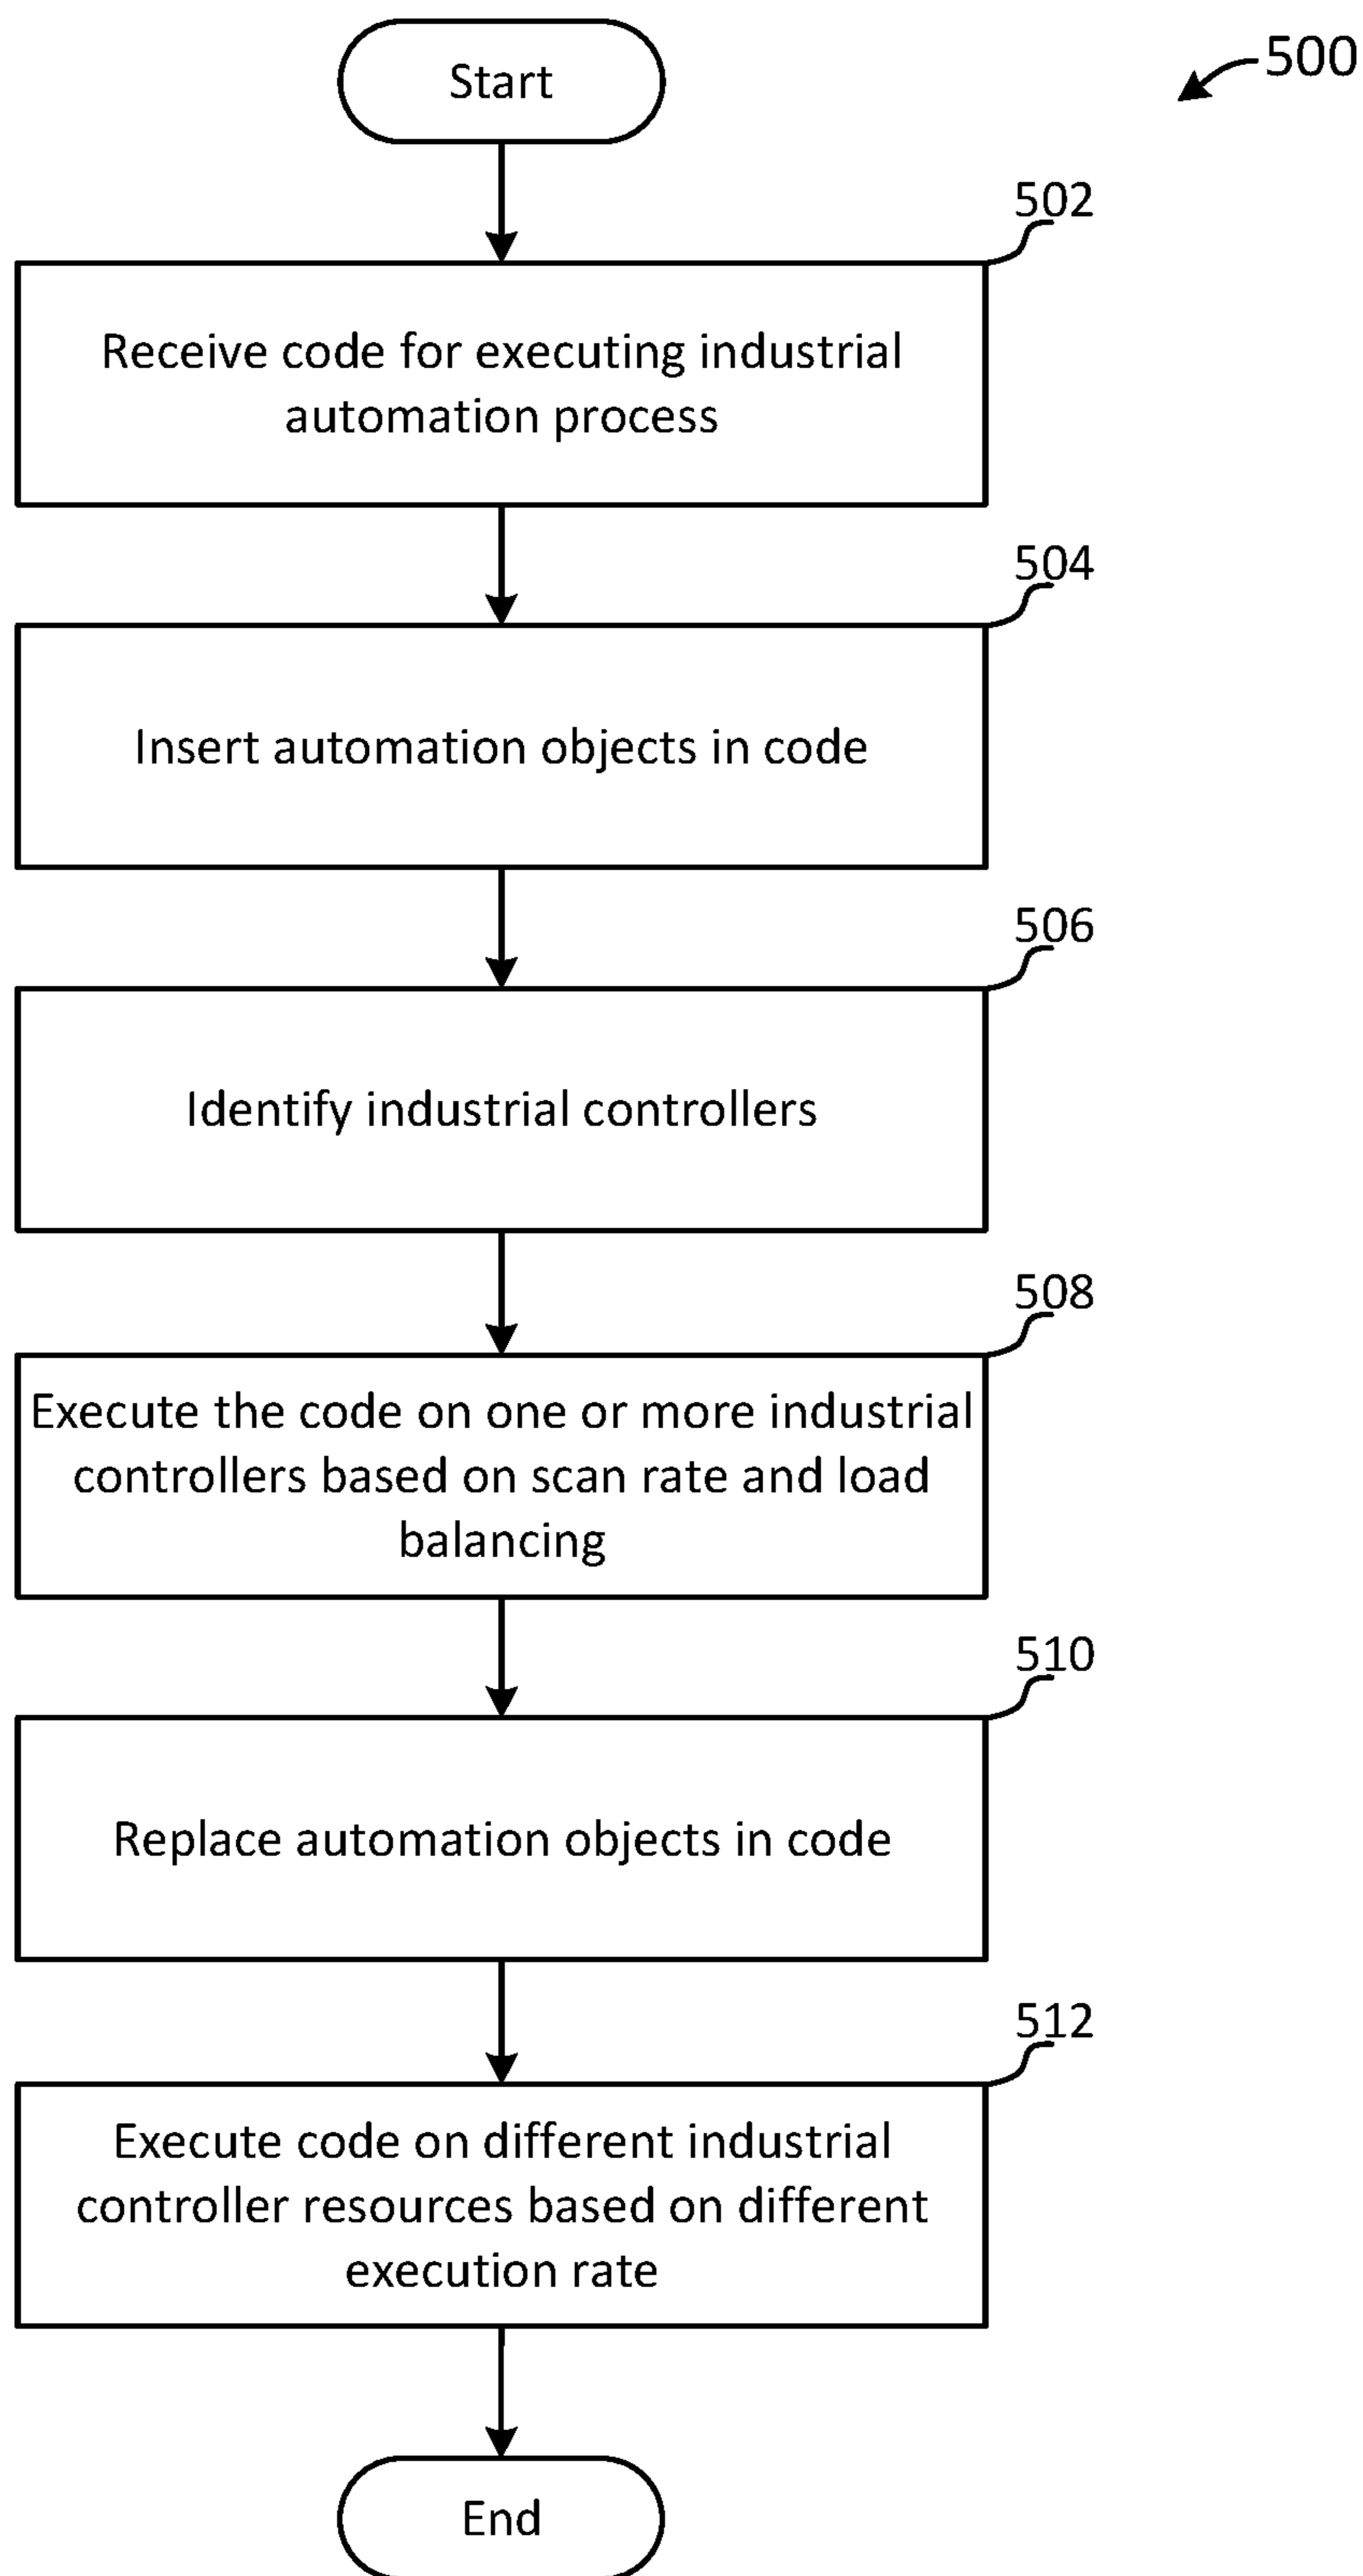 Start
500
502
Receive code for executing industrial
automation process
504
Insert automation objects in code
506
Identify industrial controllers
508
Execute the code on one or more industrial
controllers based on scan rate and load
balancing
510
Replace automation objects in code
512
Execute code on different industrial
controller resources based on different
execution rate
End